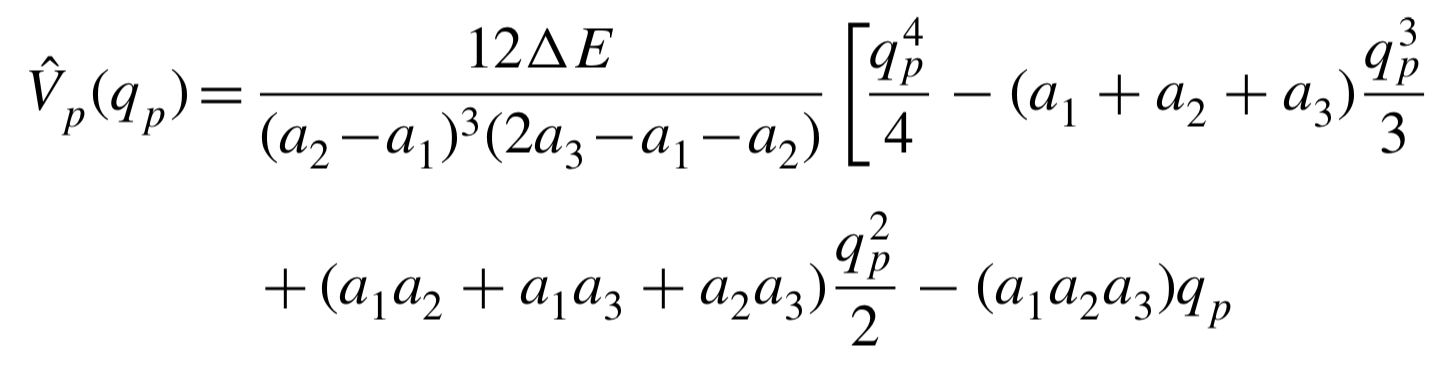 \hat{V}_p(q_p) = \frac{12\Delta E}{(a_2 - a_1)^3(2a_3 - a_1 - a_2)} \left[ \frac{q_p^4}{4} - (a_1 + a_2 + a_3)\frac{q_p^3}{3} \right.
+ (a_1a_2 + a_1a_3 + a_2a_3)\frac{q_p^2}{2} - (a_1a_2a_3)q_p